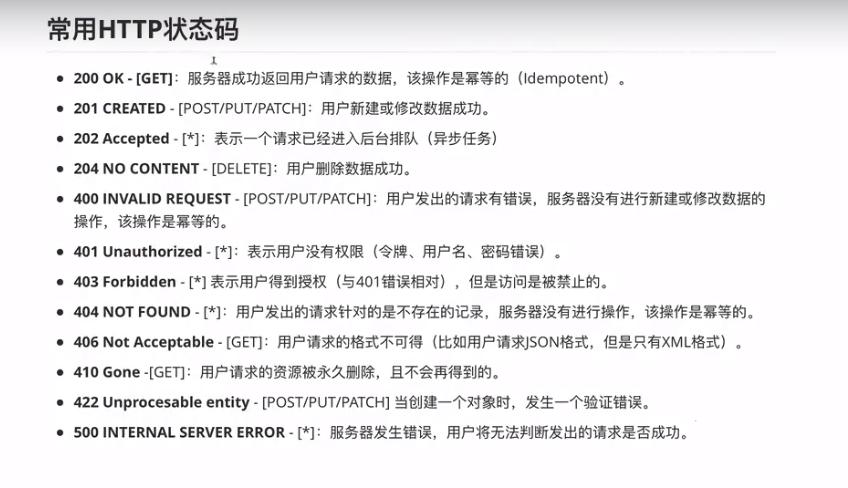 常用HTTP状态码
200 OK - [GET]：服务器成功返回用户请求的数据，该操作是幂等的（Idempotent）。
201 CREATED - [POST/PUT/PATCH]：用户新建或修改数据成功。
202 Accepted - [*]：表示一个请求已经进入后台排队（异步任务）
204 NO CONTENT - [DELETE]：用户删除数据成功。
400 INVALID REQUEST - [POST/PUT/PATCH]：用户发出的请求有错误，服务器没有进行新建或修改数据的
操作，该操作是幂等的。
401 Unauthorized - [*]：表示用户没有权限（令牌、用户名、密码错误）。
403 Forbidden - [*] 表示用户得到授权（与401错误相对），但是访问是被禁止的。
404 NOT FOUND - [*]：用户发出的请求针对的是不存在的记录，服务器没有进行操作，该操作是幂等的。
406 Not Acceptable - [GET]：用户请求的格式不可得（比如用户请求JSON格式，但是只有XML格式）。
410 Gone -[GET]：用户请求的资源被永久删除，且不会再得到的。
422 Unprocesable entity - [POST/PUT/PATCH] 当创建一个对象时，发生一个验证错误。
500 INTERNAL SERVER ERROR - [*]：服务器发生错误，用户将无法判断发出的请求是否成功。